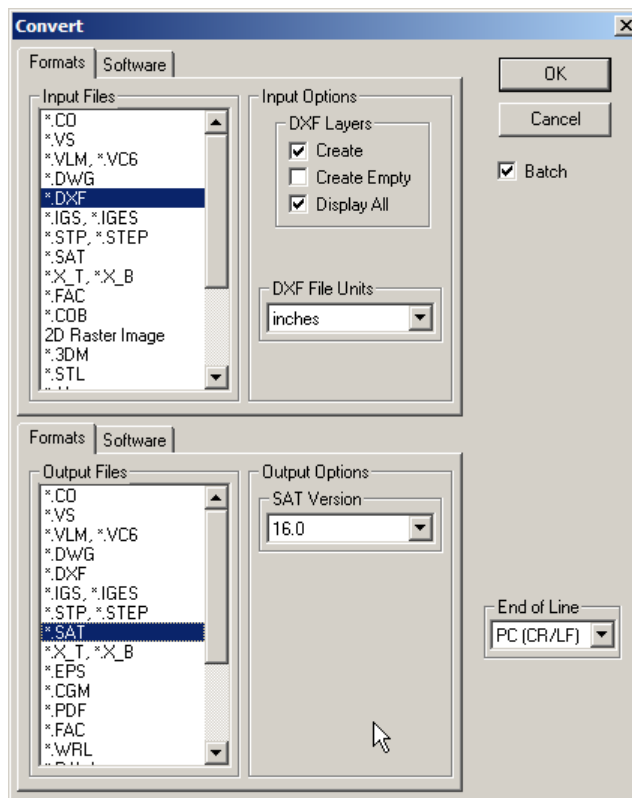 Convert
Formats
Software
Input Files
*.CO
*.VS
*.VLM, *.VC6
*.DWG
*.DXF
*.IGS, *.IGES
*.STP, *.STEP
*.SAT
*.X_T, *.X_B
*.FAC
*.COB
2D Raster Image
*.3DM
*.STL
Input Options
DXF Layers
Create
Create Empty
Display All
DXF File Units
inches
OK
Cancel
Batch
Formats
Software
Output Files
*.CO
*.VS
*.VLM, *.VC6
*.DWG
*.DXF
*.IGS, *.IGES
*.STP, *.STEP
*.SAT
*.X_T, *.X_B
*.EPS
*.CGM
*.PDF
*.FAC
*.WRL
Output Options
SAT Version
16.0
End of Line
PC (CR/LF)